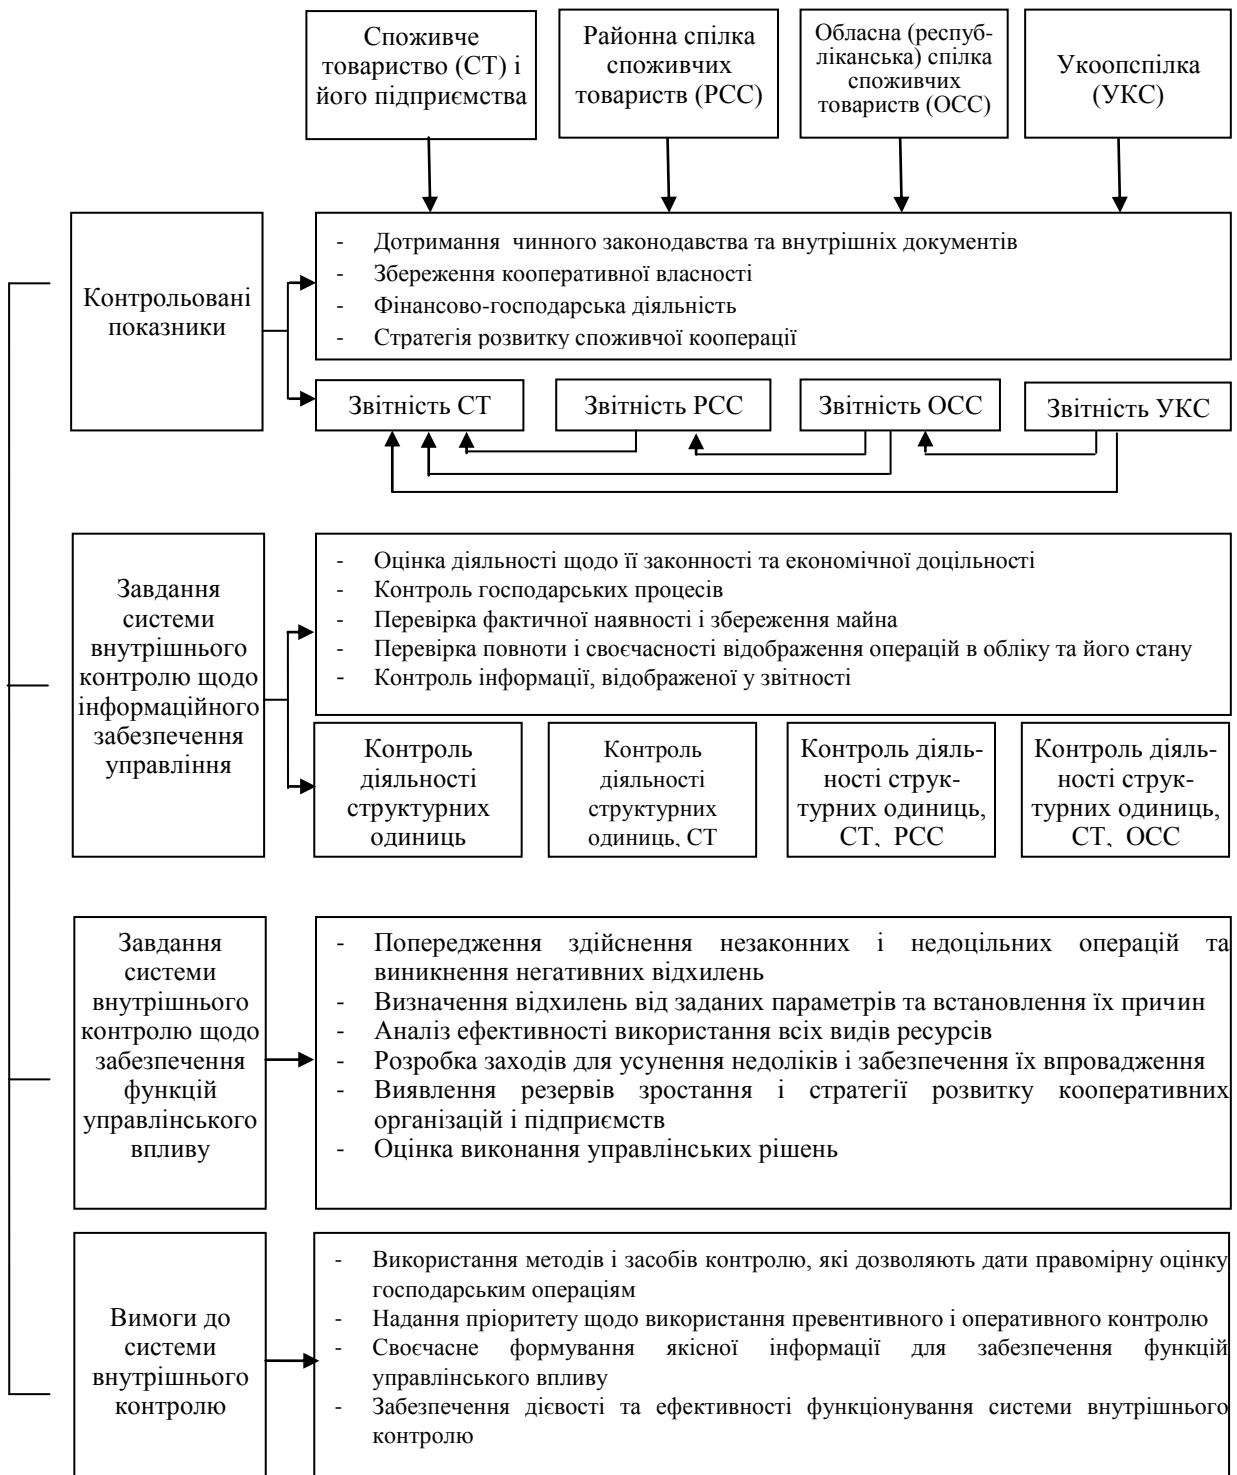 Споживче
товариство (СТ) і
його підприємства
Районна спілка
споживчих
товариств (РСС)
Обласна (респуб-
ліканська) спілка
споживчих
товариств (ОСС)
Укоопспілка
(УКС)
Контрольовані
показники
- Дотримання чинного законодавства та внутрішніх документів
- Збереження кооперативної власності
- Фінансово-господарська діяльність
- Стратегія розвитку споживчої кооперації
Звітність СТ
Звітність РСС
Звітність ОСС
Звітність УКС
Завдання
системи
внутрішнього
контролю щодо
інформаційного
забезпечення
управління
- Оцінка діяльності щодо її законності та економічної доцільності
- Контроль господарських процесів
- Перевірка фактичної наявності і збереження майна
- Перевірка повноти і своєчасності відображення операцій в обліку та його стану
- Контроль інформації, відображеної у звітності
Контроль
діяльності
структурних
одиниць
Контроль
діяльності
структурних
одиниць, СТ
Контроль діяль-
ності струк-
турних одиниць,
СТ, РСС
Контроль діяль-
ності струк-
турних одиниць,
СТ, ОСС
Завдання
системи
внутрішнього
контролю щодо
забезпечення
функцій
управлінського
впливу
- Попередження здійснення незаконних і недоцільних операцій та
виникнення негативних відхилень
- Визначення відхилень від заданих параметрів та встановлення їх причин
- Аналіз ефективності використання всіх видів ресурсів
- Розробка заходів для усунення недоліків і забезпечення їх впровадження
- Виявлення резервів зростання і стратегії розвитку кооперативних
організацій і підприємств
- Оцінка виконання управлінських рішень
Вимоги до
системи
внутрішнього
контролю
- Використання методів і засобів контролю, які дозволяють дати правомірну оцінку
господарським операціям
- Надання пріоритету щодо використання превентивного і оперативного контролю
- Своєчасне формування якісної інформації для забезпечення функцій
управлінського впливу
- Забезпечення дієвості та ефективності функціонування системи внутрішнього
контролю